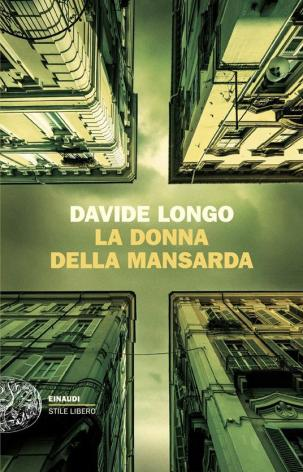 DAVIDE LONGO
LA DONNA
DELLA MANSARDA
EINAUDI
STILE LIBERO